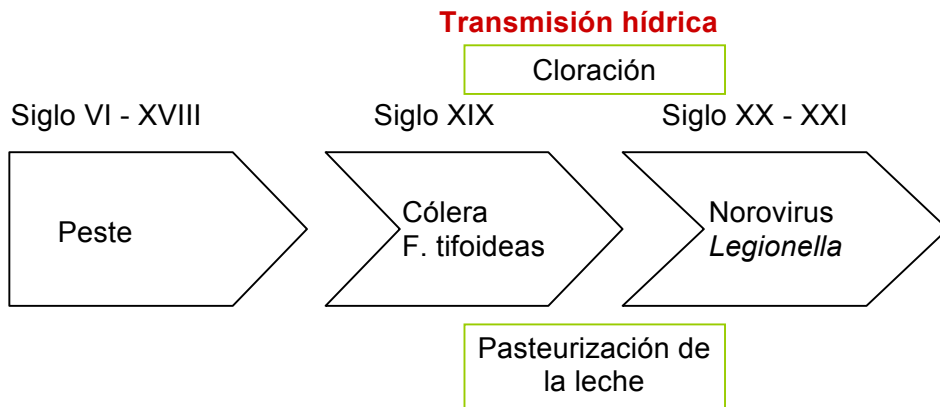 Transmisión hídrica
Cloración
Siglo VI - XVIII
Siglo XIX
Siglo XX - XXI
Peste
Cólera
F. tifoideas
Norovirus
Legionella
Pasteurización de
la leche